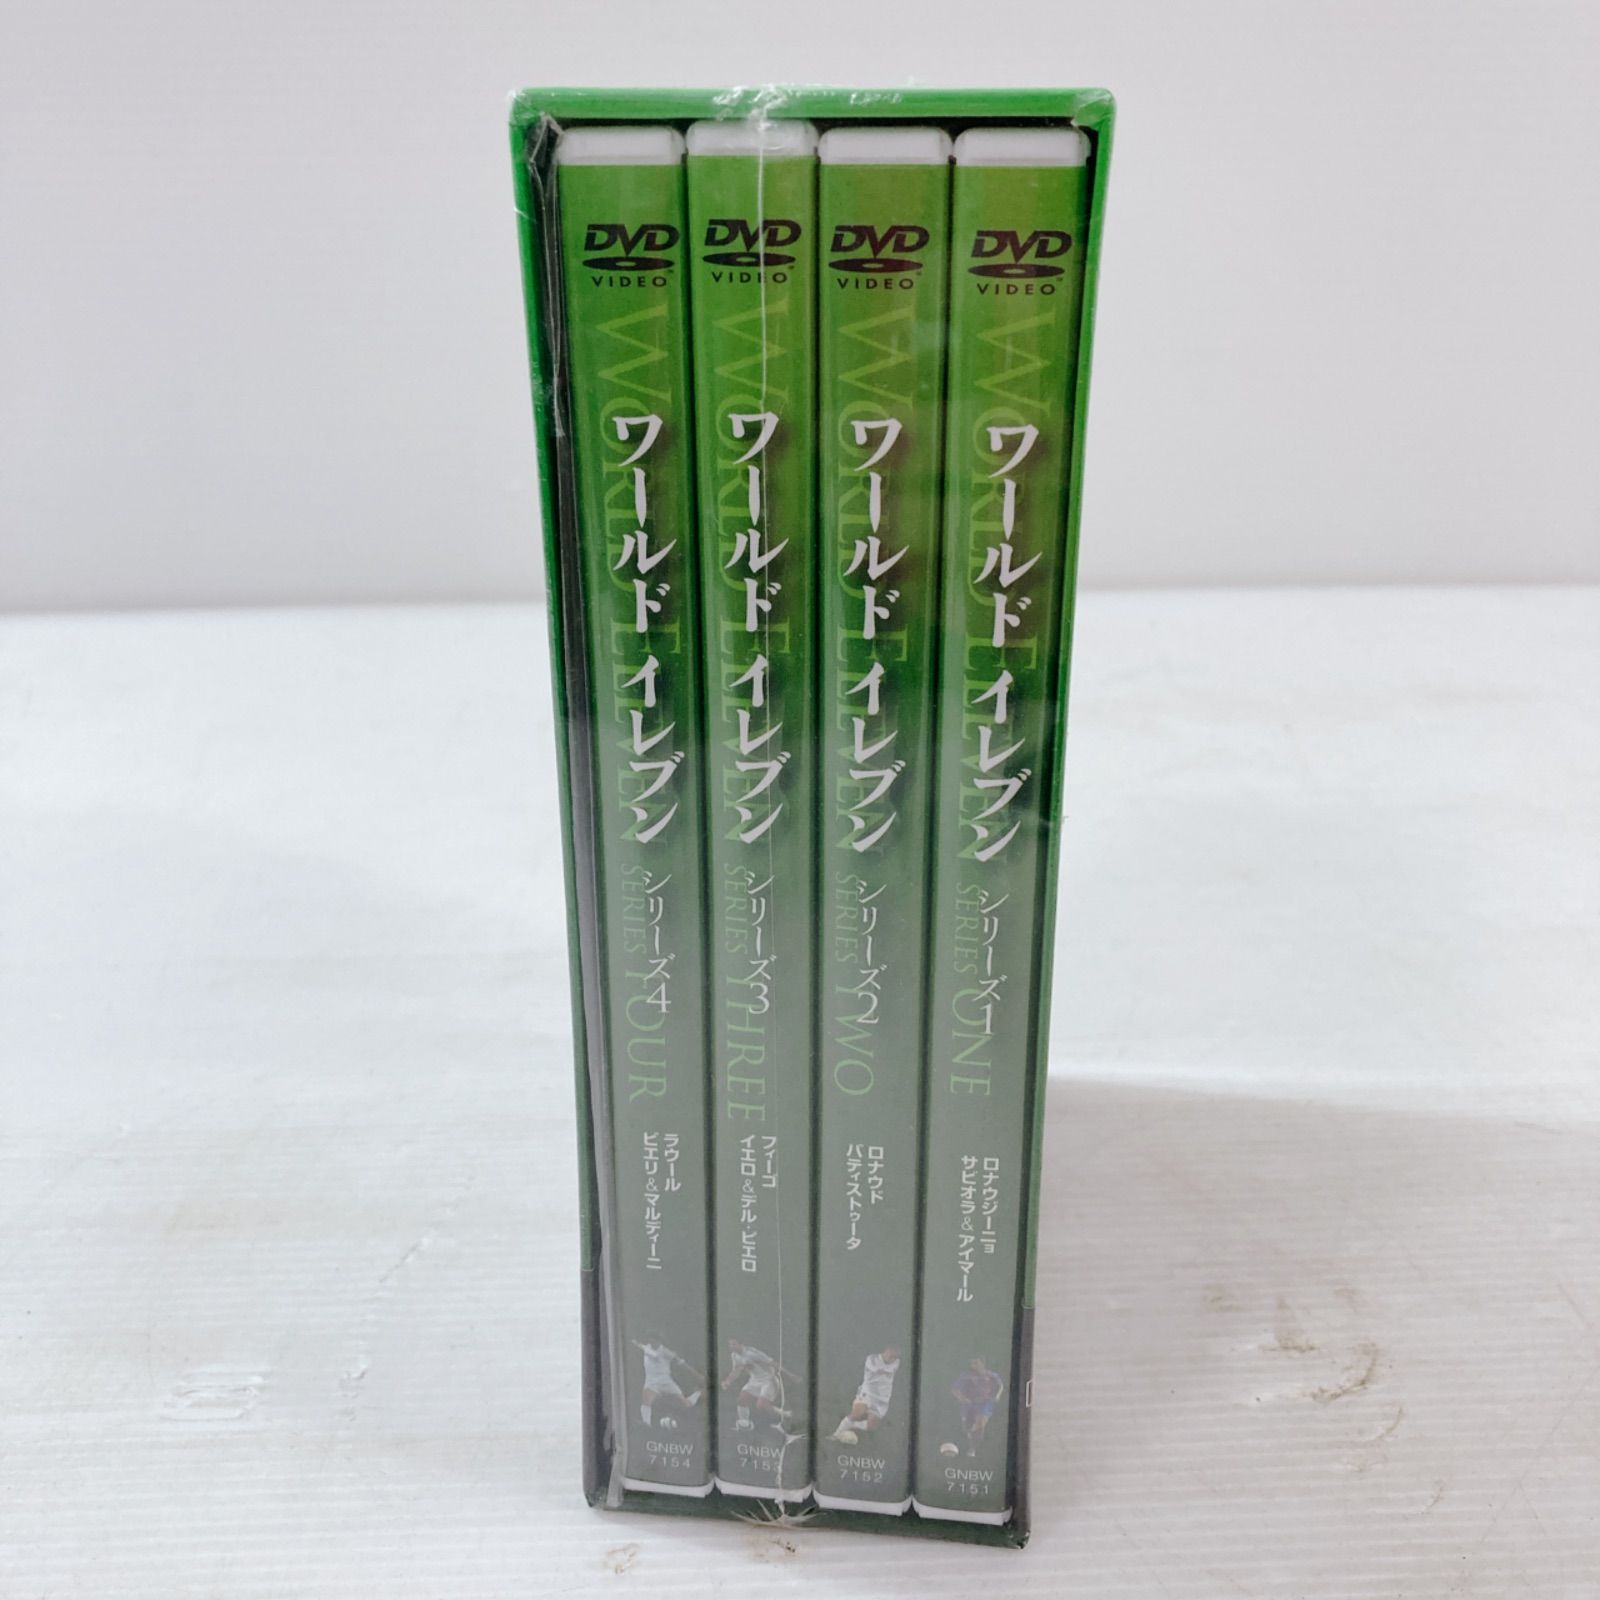 DVD
VIDEO
WORLD ELEVEN
ワールド イレブン
SERIES FOUR
シリーズ4
ラウール
ピエリ&マルディーニ
GNBW
7154
DVD
VIDEO
WORLD ELEVEN
ワールド イレブン
SERIES THREE
シリーズ3
フィーゴ
イエロ&デル・ピエロ
GNBW
7153
DVD
VIDEO
WORLD ELEVEN
ワールド イレブン
SERIES TWO
シリーズ2
ロナウド
バティストゥータ
GNBW
7152
DVD
VIDEO
WORLD ELEVEN
ワールド イレブン
SERIES ONE
シリーズ1
ロナウジーニョ
サビオラ&アイマール
GNBW
7151